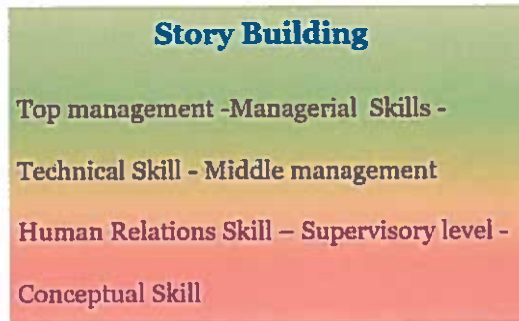 Story Building
Top management -Managerial Skills -
Technical Skill - Middle management
Human Relations Skill – Supervisory level -
Conceptual Skill